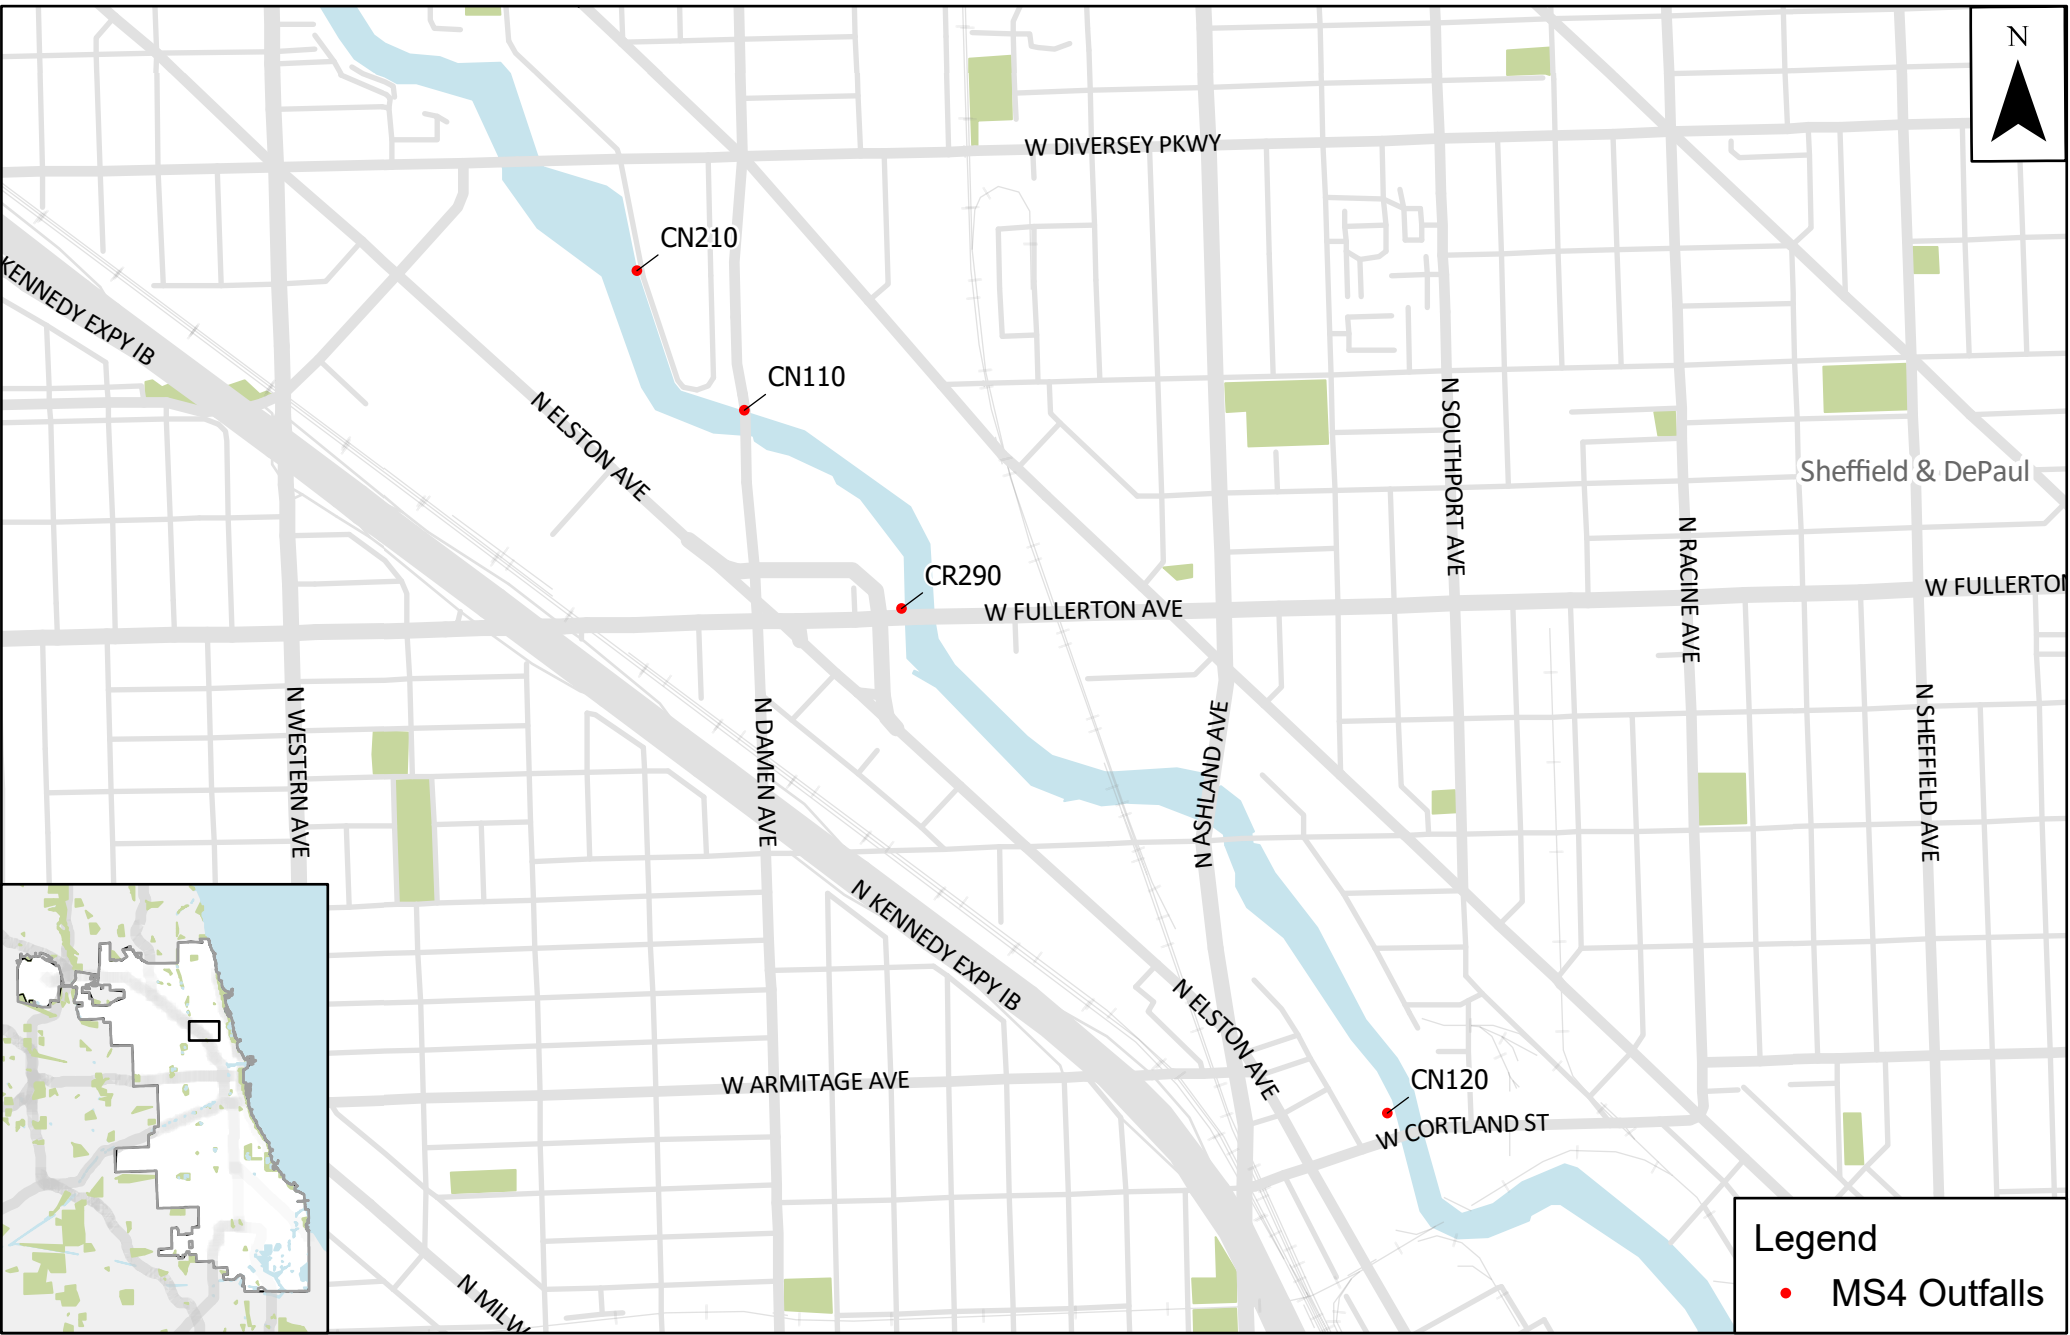 N
W DIVERSEY PKWY
CN210
KENNEDY EXPY IB
CN110
N ELSTON AVE
N SOUTHPORT AVE
Sheffield & DePaul
N RACINE AVE
CR290
W FULLERTON AVE
W FULLERTON
N WESTERN AVE
N DAMEN AVE
N ASHLAND AVE
N SHEFFIELD AVE
N KENNEDY EXPY IB
N ELSTON AVE
W ARMITAGE AVE
CN120
W CORTLAND ST
N MILW
Legend
MS4 Outfalls